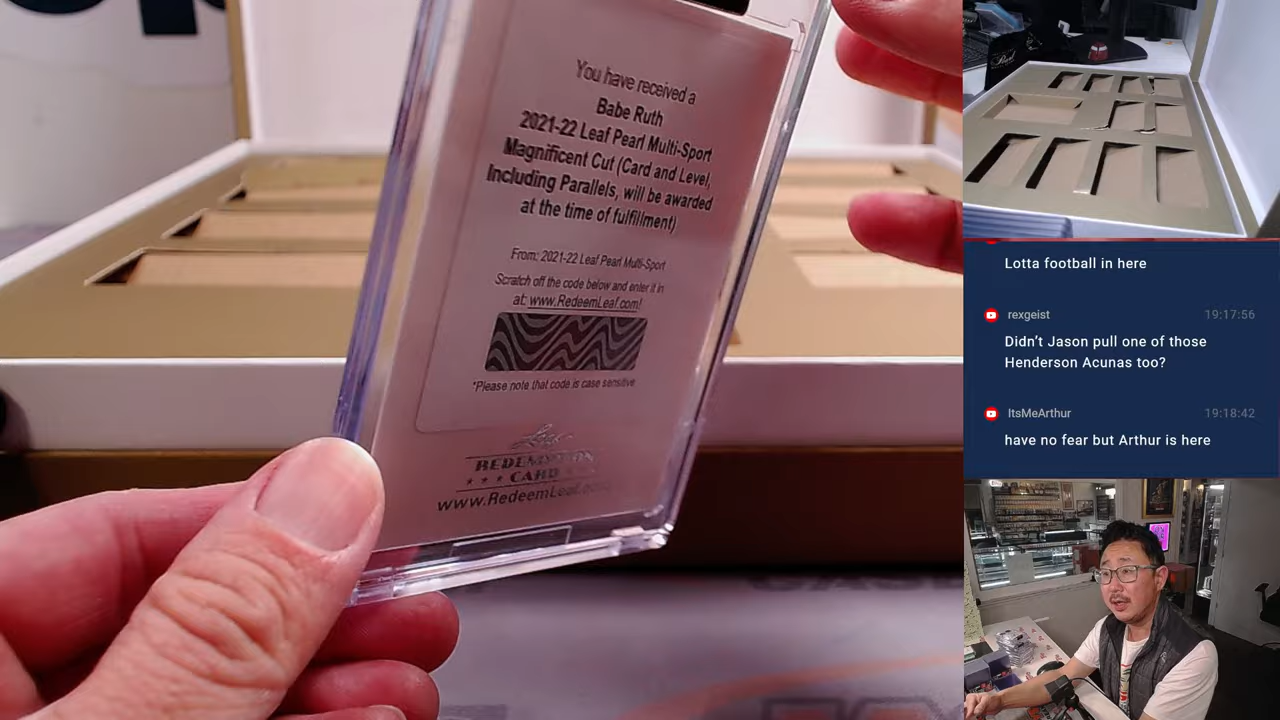 You have received a
Babe Ruth
2021-22 Leaf Pearl Multi-Sport
Magnificent Cut (Card and Level,
Including Parallels, will be awarded
at the time of fulfillment)
From: 2021-22 Leaf Pearl Multi-Sport
Scratch off the code below and enter it in
at: www.RedeemLeaf.com!
*Please note that code is case sensitive
Leaf
REDEMPTION
CARD
www.RedeemLeaf.com
Lotta football in here
rexgeist 19:17:56
Didn't Jason pull one of those
Henderson Acunas too?
ItsMeArthur 19:18:42
have no fear but Arthur is here